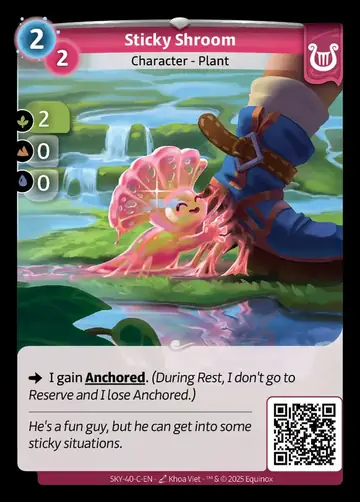 2
Sticky Shroom
2
Character - Plant
2
0
0
I gain Anchored. (During Rest, I don't go to
Reserve and I lose Anchored.)
He's a fun guy, but he can get into some
sticky situations.
SKY-40-C-EN - Khoa Viet - ™ & © 2025 Equinox